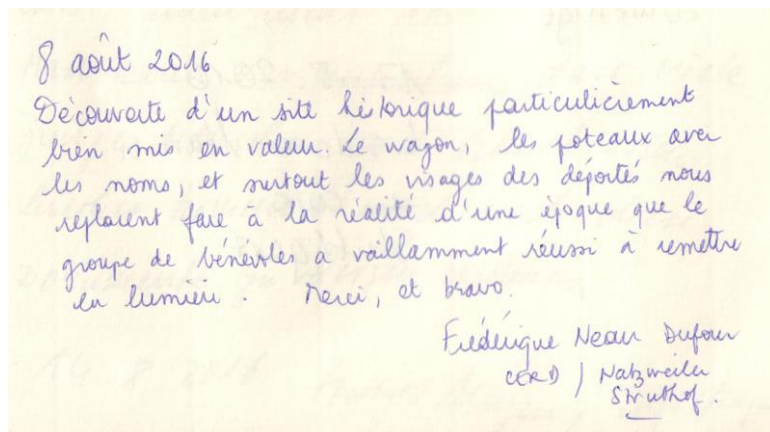 8 août 2016
Découverte d'un site historique particulièrement
bien mis en valeur. Le wagon, les poteaux avec
les noms, et surtout les visages des déportés nous
replacent face à la réalité d'une époque que le
groupe de bénévoles a vaillamment réussi à remettre
en lumière. Merci, et bravo.
Frédérique Neau Dufour
CERD / Natzweiler
Struthof.